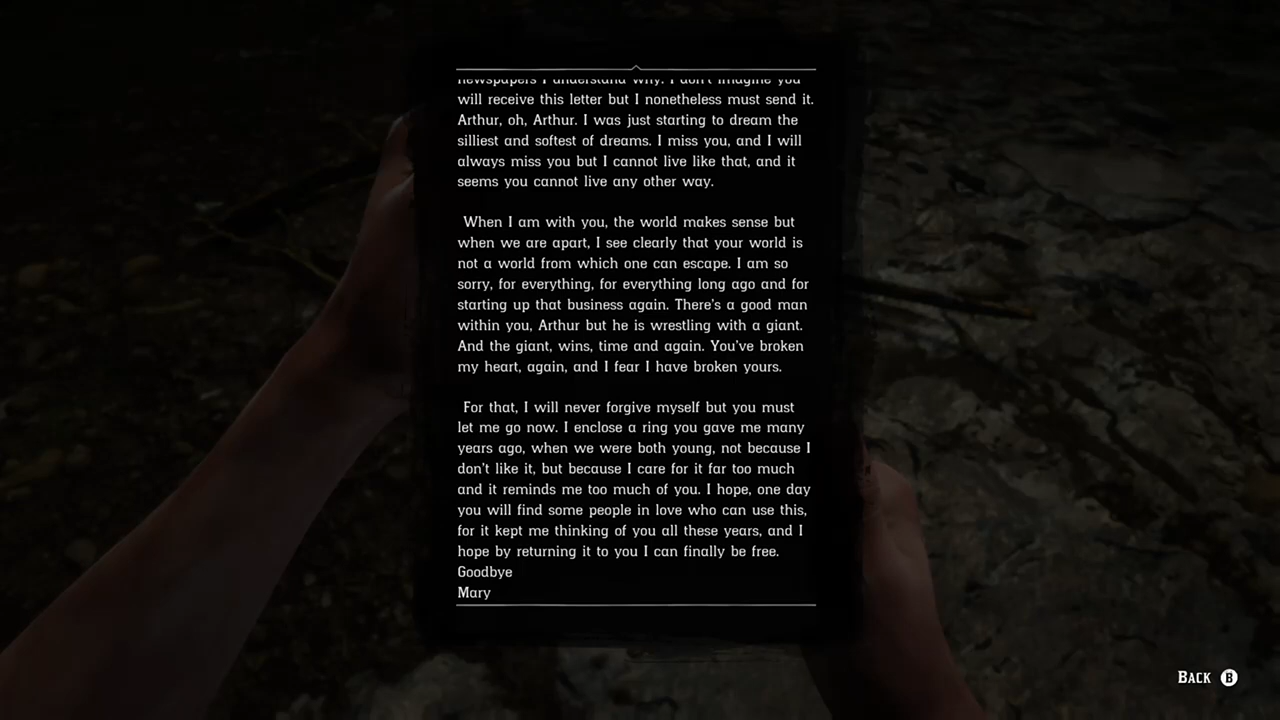 newspapers I understand why. I don't imagine you
will receive this letter but I nonetheless must send it.
Arthur, oh, Arthur. I was just starting to dream the
silliest and softest of dreams. I miss you, and I will
always miss you but I cannot live like that, and it
seems you cannot live any other way.
When I am with you, the world makes sense but
when we are apart, I see clearly that your world is
not a world from which one can escape. I am so
sorry, for everything, for everything long ago and for
starting up that business again. There's a good man
within you, Arthur but he is wrestling with a giant.
And the giant, wins, time and again. You've broken
my heart, again, and I fear I have broken yours.
For that, I will never forgive myself but you must
let me go now. I enclose a ring you gave me many
years ago, when we were both young, not because I
don't like it, but because I care for it far too much
and it reminds me too much of you. I hope, one day
you will find some people in love who can use this,
for it kept me thinking of you all these years, and I
hope by returning it to you I can finally be free.
Goodbye
Mary
BACK B